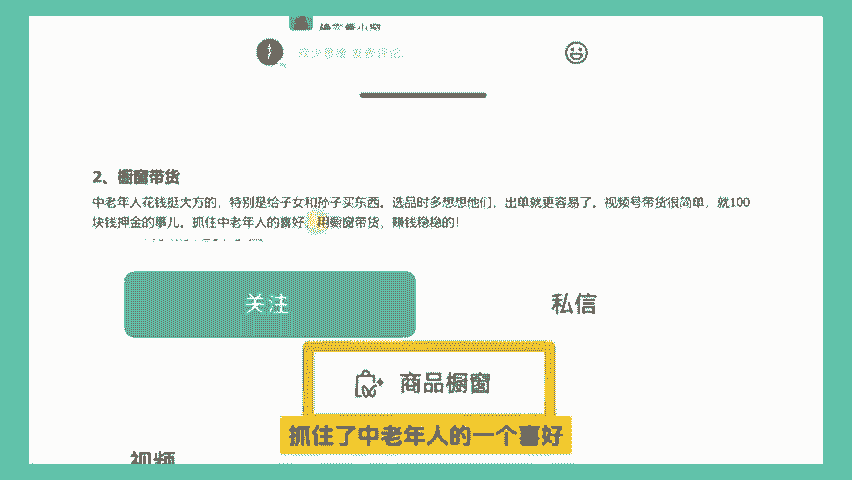 2、橱窗带货
中老年人花钱挺大方的，特别是给子女和孙子买东西。选品时多想想他们，出单就更容易了。视频号带货很简单，就100
块钱押金的事儿。抓住中老年人的喜好，用橱窗带货，赚钱稳稳的！
关注
私信
商品橱窗
抓住了中老年人的一个喜好
视频